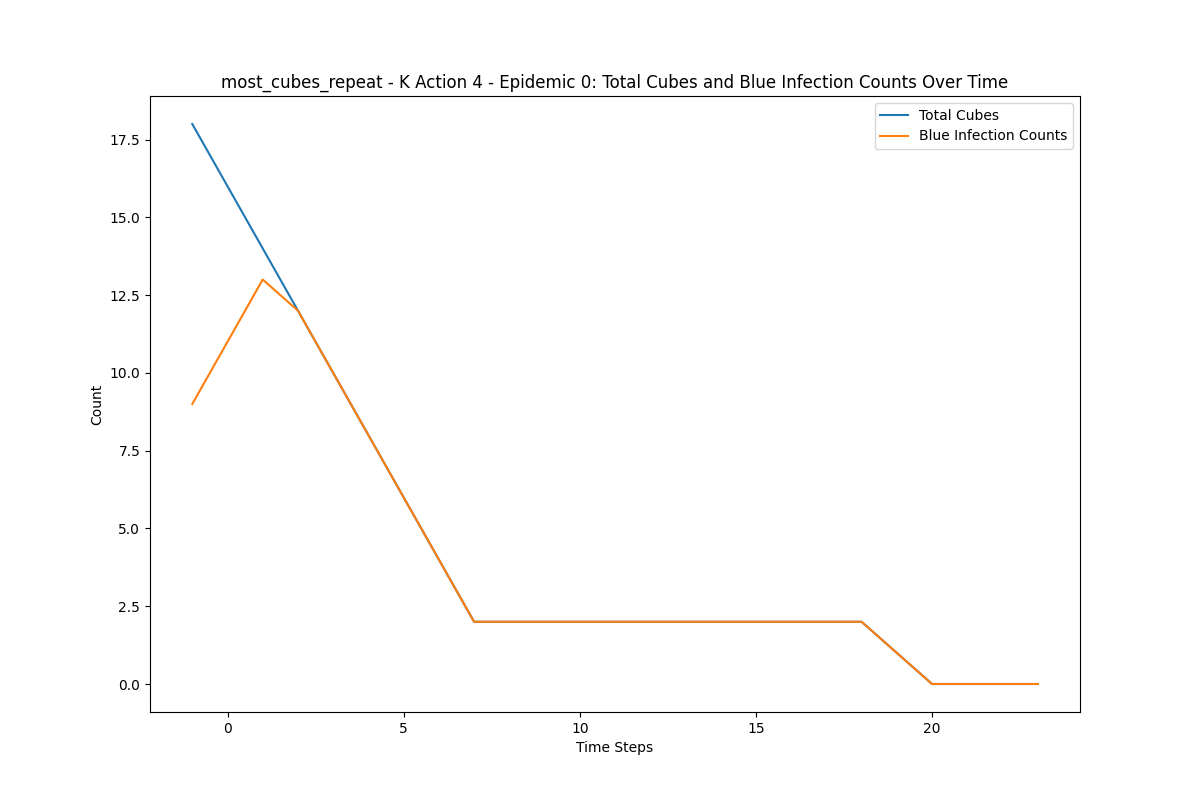 most_cubes_repeat - K Action 4 - Epidemic 0: Total Cubes and Blue Infection Counts Over Time
Total Cubes
Blue Infection Counts
17.5
15.0
12.5
10.0
7.5
5.0
2.5
0.0
Count
0 5 10 15 20
Time Steps